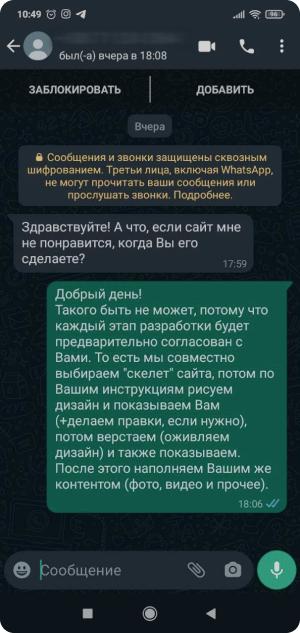 10:49
96
был(-а) вчера в 18:08
ЗАБЛОКИРОВАТЬ
ДОБАВИТЬ
Вчера
Сообщения и звонки защищены сквозным
шифрованием. Третьи лица, включая WhatsApp,
не могут прочитать ваши сообщения или
прослушать звонки. Подробнее.
Здравствуйте! А что, если сайт мне
не понравится, когда Вы его
сделаете?
17:59
Добрый день!
Такого быть не может, потому что
каждый этап разработки будет
предварительно согласован с
Вами. То есть мы совместно
выбираем "скелет" сайта, потом по
Вашим инструкциям рисуем
дизайн и показываем Вам
(+делаем правки, если нужно),
потом верстаем (оживляем
дизайн) и также показываем.
После этого наполняем Вашим же
контентом (фото, видео и прочее).
18:06
Сообщение